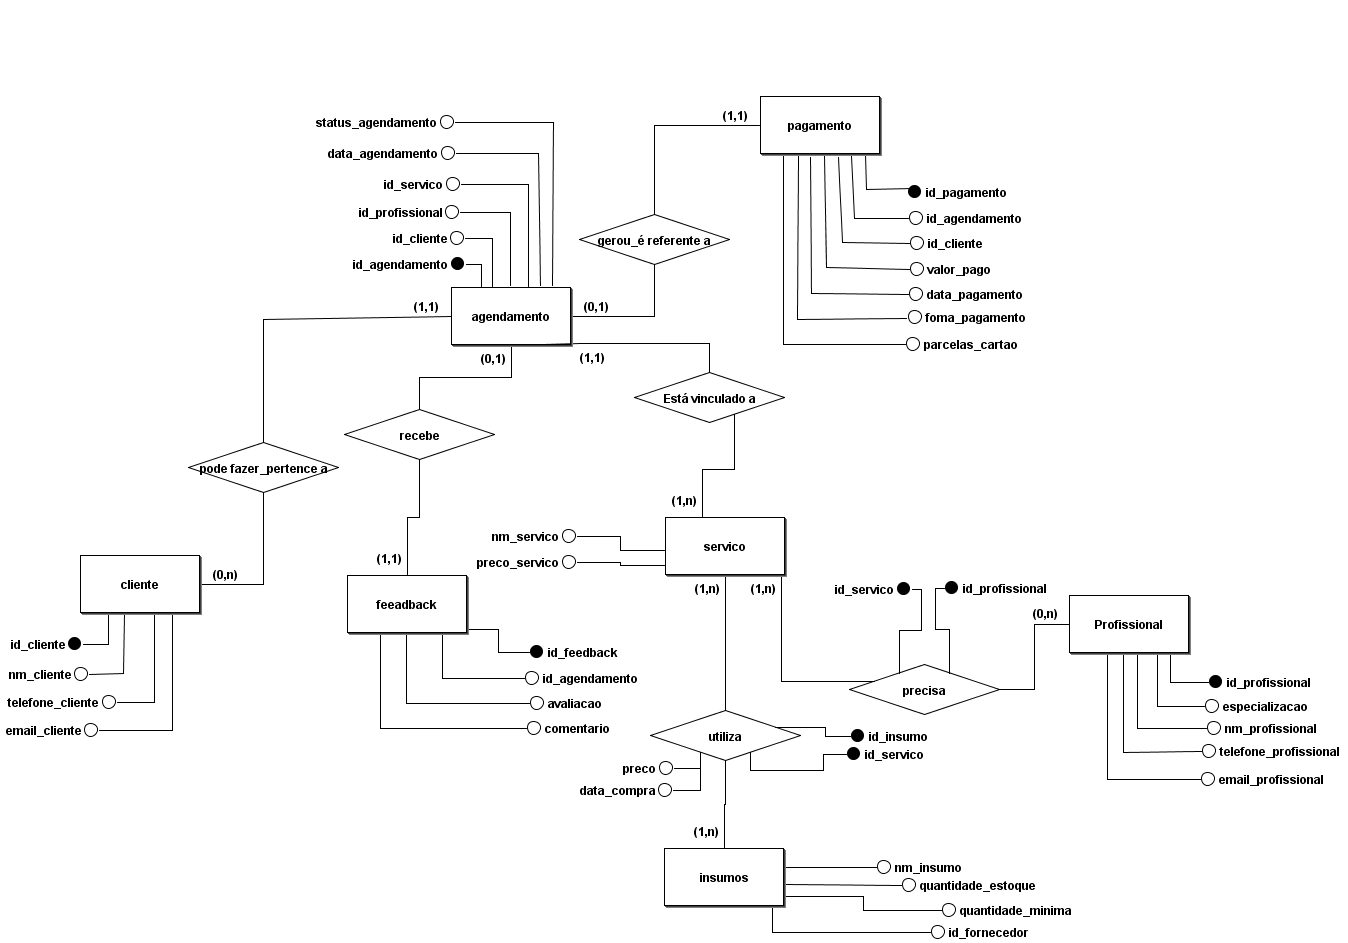 pagamento
(1,1)
status_agendamento
data_agendamento
id_servico
id_profissional
id_cliente
id_agendamento
id_pagamento
id_agendamento
id_cliente
valor_pago
data_pagamento
foma_pagamento
parcelas_cartao
gerou_é referente a
(1,1)
agendamento
(0,1)
(0,1)
(1,1)
Está vinculado a
recebe
pode fazer_pertence a
(1,n)
nm_servico
preco_servico
servico
(1,1)
(0,n)
cliente
feeadback
(1,n)
(1,n)
id_servico
id_profissional
(0,n)
Profissional
id_cliente
nm_cliente
telefone_cliente
email_cliente
id_feedback
id_agendamento
avaliacao
comentario
precisa
id_profissional
especializacao
nm_profissional
telefone_profissional
email_profissional
utiliza
id_insumo
id_servico
preco
data_compra
(1,n)
insumos
nm_insumo
quantidade_estoque
quantidade_minima
id_fornecedor